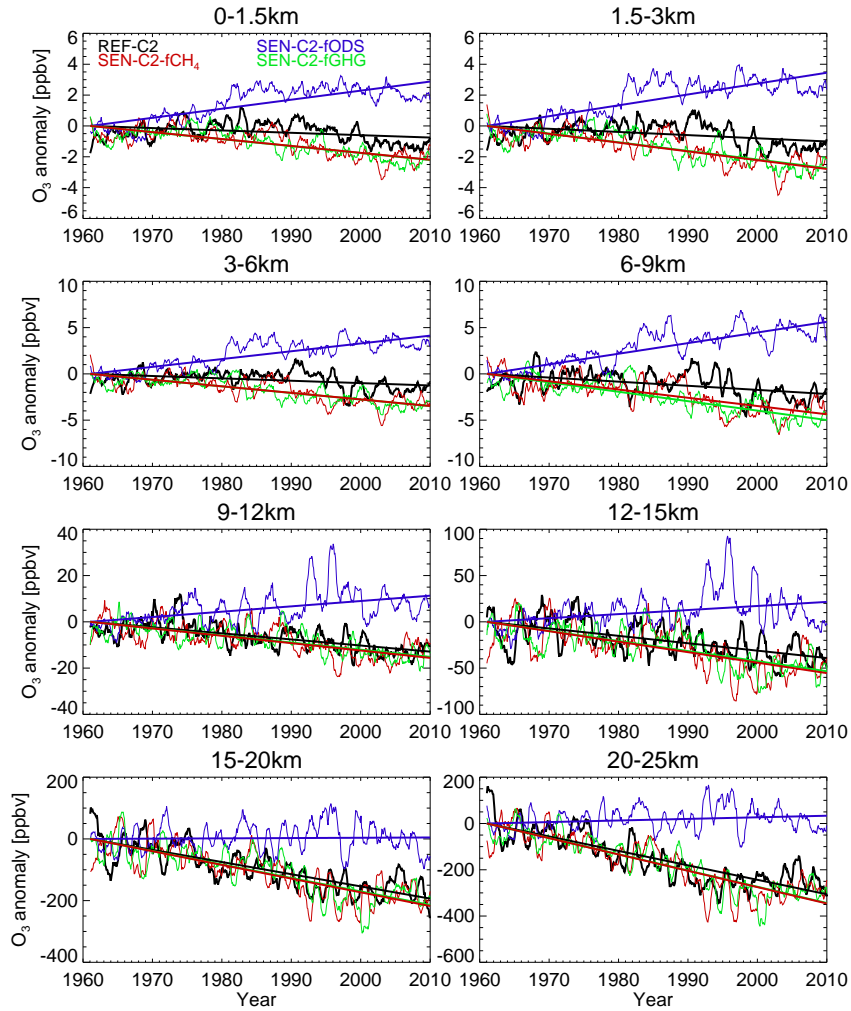 0-1.5km 1.5-3km
REF-C2 SEN-C2-fODS
SEN-C2-fCH₄ SEN-C2-fGHG
O₃ anomaly [ppbv]
6 6
4 4
2 2
0 0
-2 -2
-4 -4
-6 -6
1960 1970 1980 1990 2000 2010 1960 1970 1980 1990 2000 2010
3-6km 6-9km
O₃ anomaly [ppbv]
10 10
5 5
0 0
-5 -5
-10 -10
1960 1970 1980 1990 2000 2010 1960 1970 1980 1990 2000 2010
9-12km 12-15km
O₃ anomaly [ppbv]
40 100
20 50
0 0
-20 -50
-40 -100
1960 1970 1980 1990 2000 2010 1960 1970 1980 1990 2000 2010
15-20km 20-25km
O₃ anomaly [ppbv]
200 200
0 0
-200 -200
-400 -400
-600
1960 1970 1980 1990 2000 2010 1960 1970 1980 1990 2000 2010
Year Year